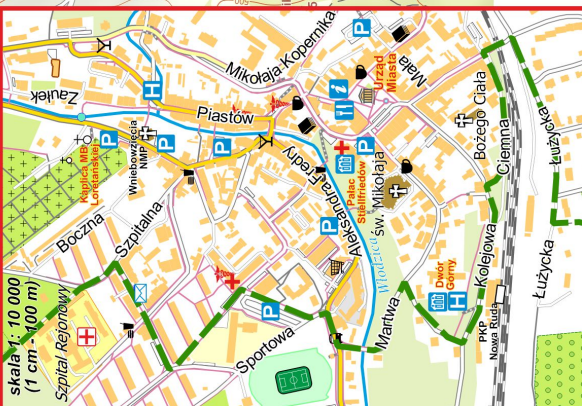 500
Mikołaja Kopernika
Mała
Urząd
Miasta
Zaułek
H
Piastów
P
P
P
Kaplica MB
Loretańskiej
Wniebowzięcia
NMP
i
P
Bożego Ciała
Ciemna
Łużycka
Aleksandra Fredry
Pałac
Stiellfriedów
św. Mikołaja
Boczna
Szpitalna
P
Włodzica
Dwór
Górny
H
Kolejowa
Łużycka
skala 1: 10 000
(1 cm - 100 m)
Szpital Rejonowy
P
Sportowa
Martwa
PKP
Nowa Ruda